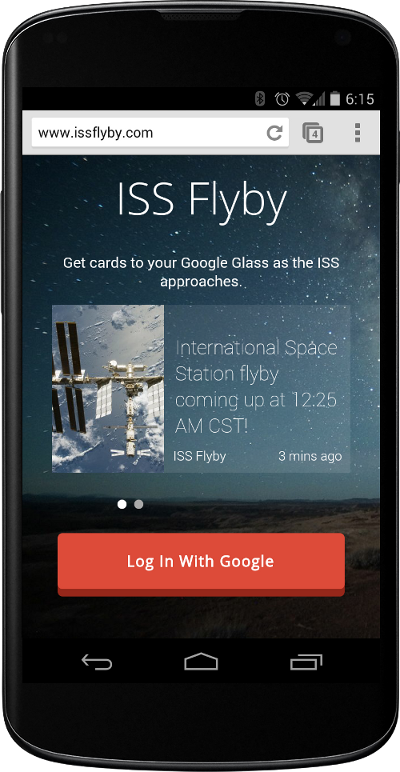 6:15
www.issflyby.com
4
ISS Flyby
Get cards to your Google Glass as the ISS
approaches.
International Space
Station flyby
coming up at 12:25
AM CST!
ISS Flyby 3 mins ago
Log In With Google